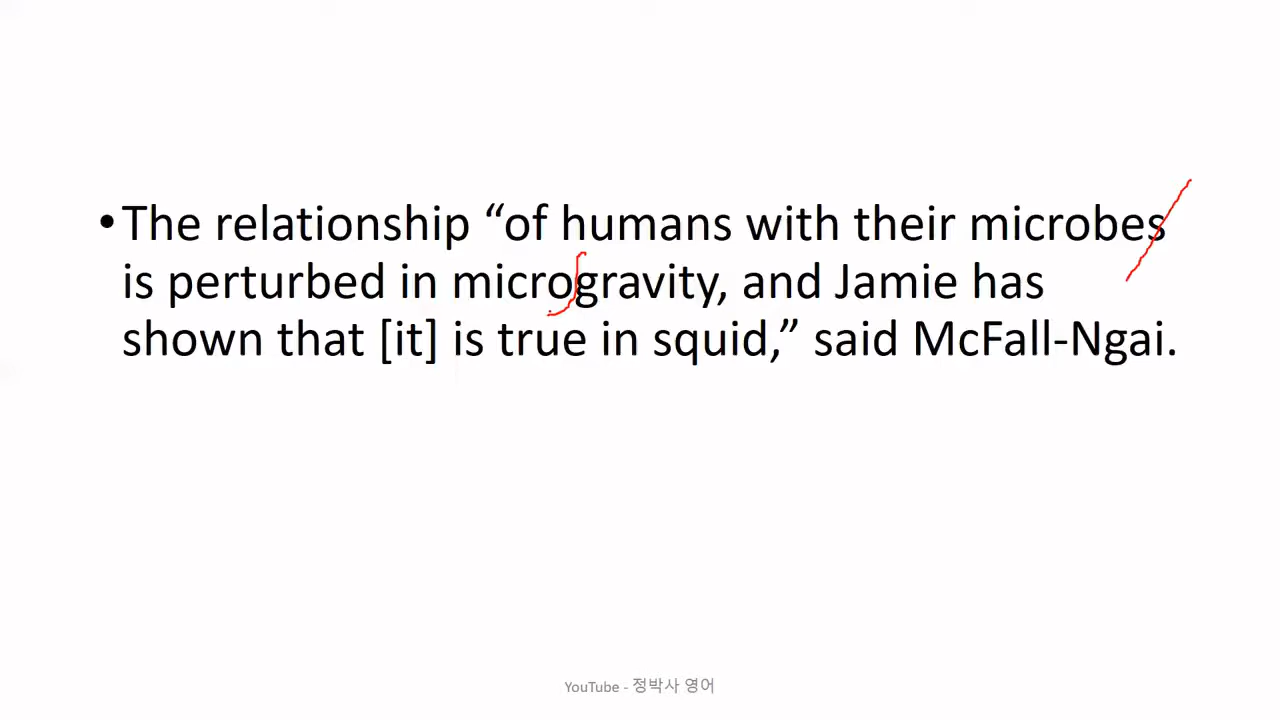 •The relationship “of humans with their microbes
is perturbed in microgravity, and Jamie has
shown that [it] is true in squid,” said McFall-Ngai.
YouTube - 정박사 영어